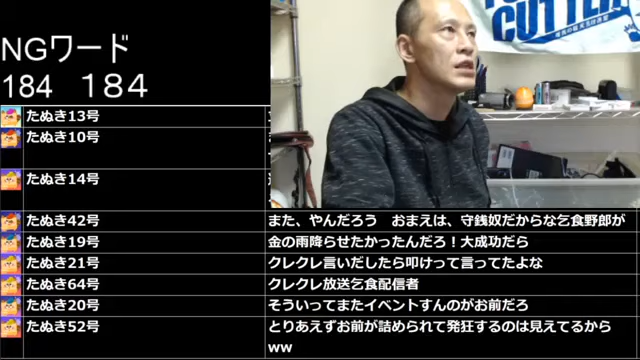 CUTTER
NGワード
184 １８４
たぬき13号
たぬき10号
たぬき14号
たぬき42号 また、やんだろう　おまえは、守銭奴だからな乞食野郎が
たぬき19号 金の雨降らせたかったんだろ！大成功だら
たぬき21号 クレクレ言いだしたら叩けって言ってたよな
たぬき64号 クレクレ放送乞食配信者
たぬき20号 そういってまたイベントすんのがお前だろ
たぬき52号 とりあえずお前が詰められて発狂するのは見えてるから
ww